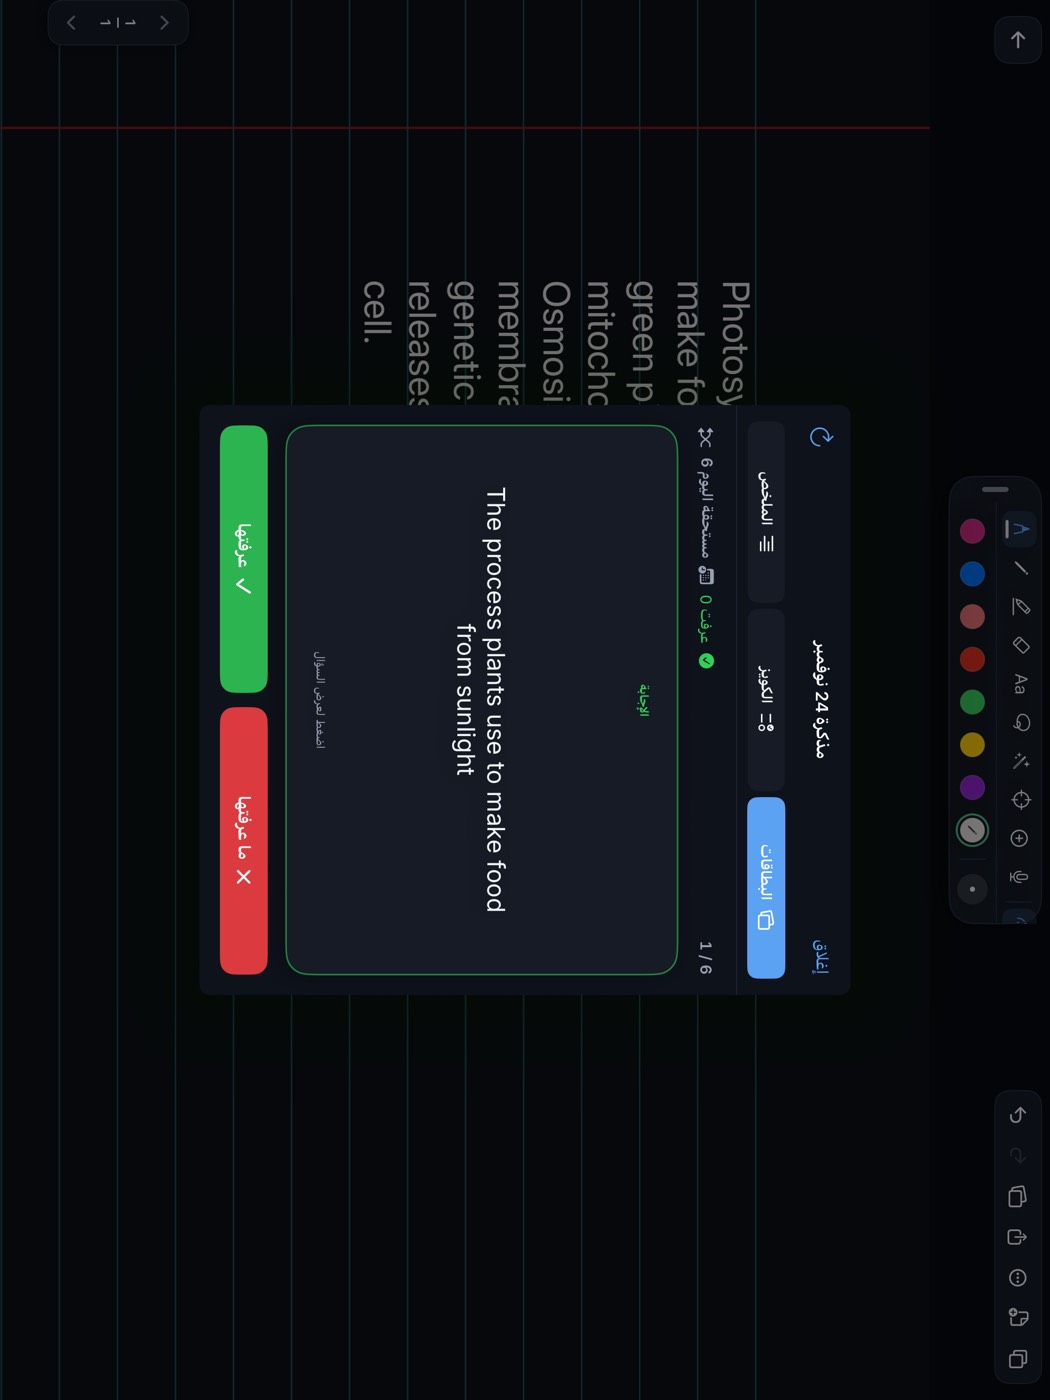 Aa
إغلاق
مذكرة 24 نوفمبر
البطاقات
الكويز
الملخص
1 / 6
عرفت 0
مستحقة اليوم 6
الإجابة
The process plants use to make food
from sunlight
اضغط لعرض السؤال
ما عرفتها
عرفتها
Photosy
make fo
green p
mitocho
Osmosi
membra
genetic
releases
cell.
1
1